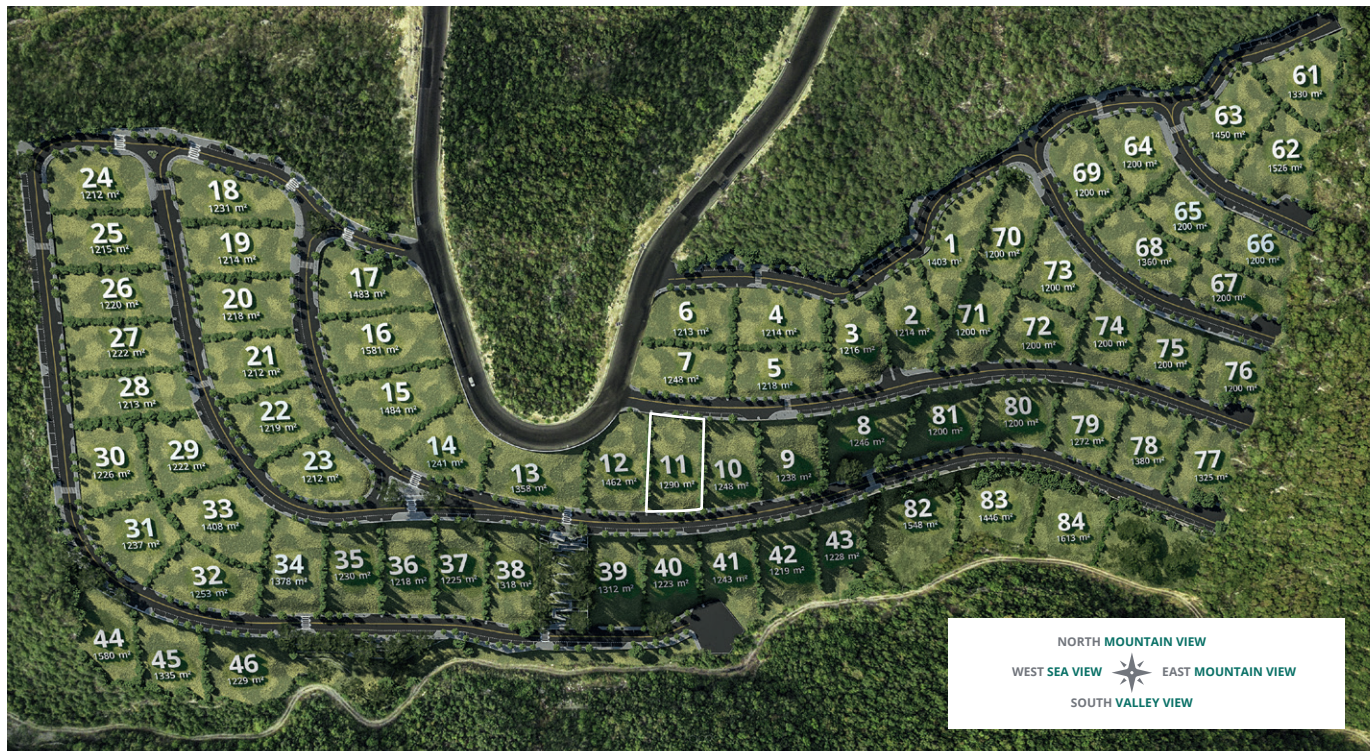 61
1330 m²
63
1450 m²
62
1526 m²
64
1200 m²
69
1200 m²
65
1200 m²
66
1200 m²
68
1360 m²
67
1200 m²
24
1212 m²
18
1231 m²
25
1215 m²
19
1214 m²
17
1483 m²
1
1403 m²
70
1200 m²
73
1200 m²
26
1220 m²
20
1218 m²
6
1213 m²
4
1214 m²
3
1216 m²
2
1214 m²
71
1200 m²
72
1200 m²
74
1200 m²
75
1200 m²
76
1200 m²
27
1222 m²
21
1212 m²
16
1581 m²
7
1248 m²
5
1218 m²
28
1213 m²
22
1219 m²
15
1484 m²
30
1226 m²
29
1222 m²
23
1212 m²
14
1241 m²
13
1358 m²
12
1462 m²
11
1290 m²
10
1248 m²
9
1238 m²
8
1246 m²
81
1200 m²
80
1200 m²
79
1272 m²
78
380 m²
77
1325 m²
31
1237 m²
33
1408 m²
32
1253 m²
34
1378 m²
35
230 m²
36
1218 m²
37
1225 m²
38
318 m²
39
1312 m²
40
1223 m²
41
1243 m²
42
1219 m²
43
1228 m²
82
1548 m²
83
1446 m²
84
1613 m²
44
1580 m²
45
1335 m²
46
1229 m²
NORTH MOUNTAIN VIEW
WEST SEA VIEW EAST MOUNTAIN VIEW
SOUTH VALLEY VIEW